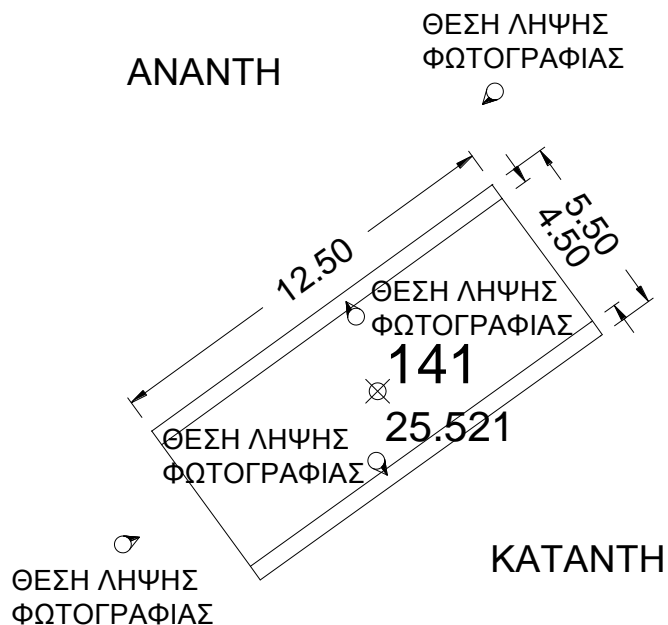 ΘΕΣΗ ΛΗΨΗΣ
ΦΩΤΟΓΡΑΦΙΑΣ
ΑΝΑΝΤΗ
5.50
4.50
12.50
ΘΕΣΗ ΛΗΨΗΣ
ΦΩΤΟΓΡΑΦΙΑΣ
141
25.521
ΘΕΣΗ ΛΗΨΗΣ
ΦΩΤΟΓΡΑΦΙΑΣ
ΚΑΤΑΝΤΗ
ΘΕΣΗ ΛΗΨΗΣ
ΦΩΤΟΓΡΑΦΙΑΣ